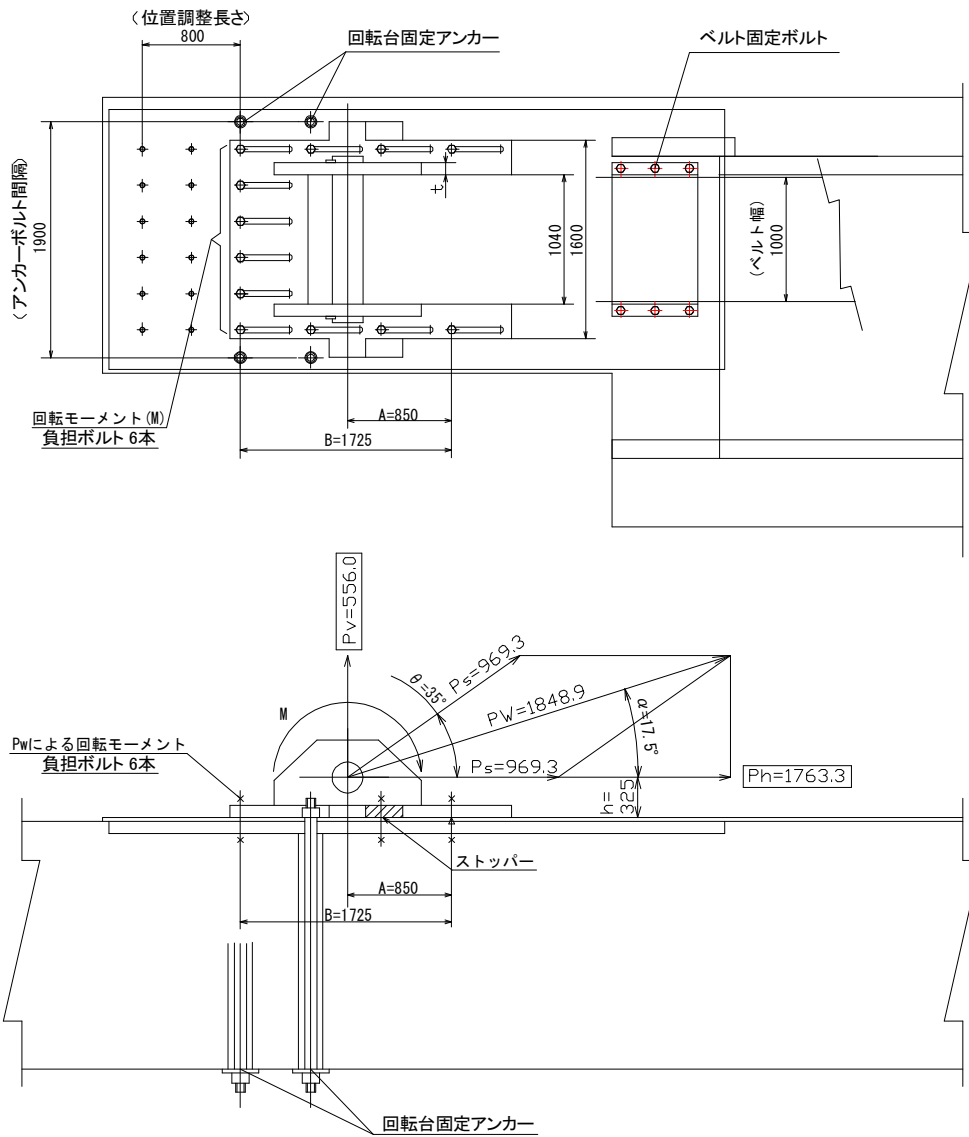 (位置調整長さ)
800
回転台固定アンカー
ベルト固定ボルト
(アンカーボルト間隔)
1900
t
1040
1600
(ベルト幅)
1000
回転モーメント(M)
負担ボルト 6本
A=850
B=1725
Pv=556.0
Ps=969.3
θ=35°
PW=1848.9
α=17.5°
M
Pwによる回転モーメント
負担ボルト 6本
Ps=969.3
Ph=1763.3
h=
325
ストッパー
A=850
B=1725
回転台固定アンカー